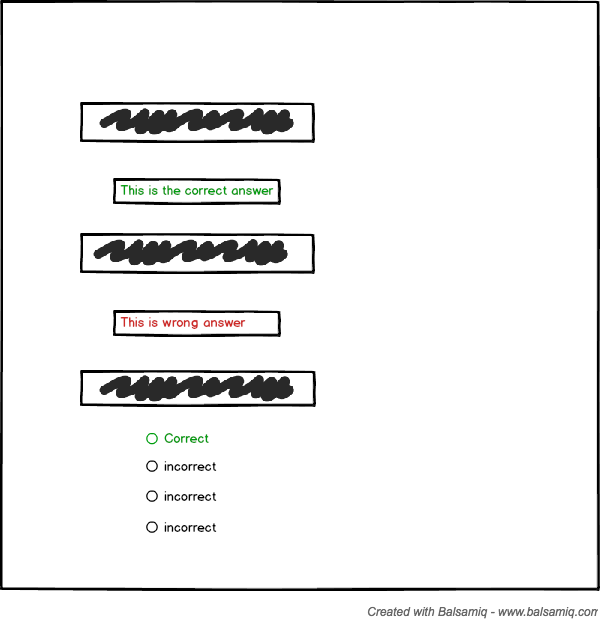 This is the correct answer
This is wrong answer
Correct
incorrect
incorrect
incorrect
Created with Balsamiq - www.balsamiq.com